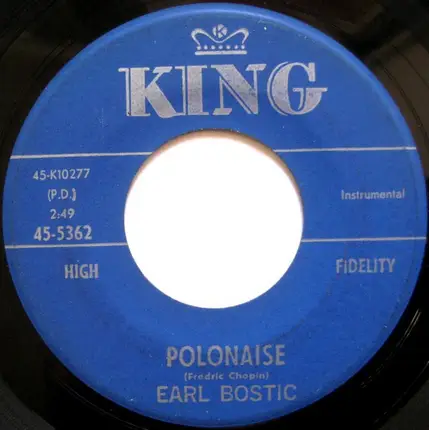 K
KING
45-K10277
(P.D.)
2:49
45-5362
Instrumental
HIGH FIDELITY
POLONAISE
(Fredric Chopin)
EARL BOSTIC